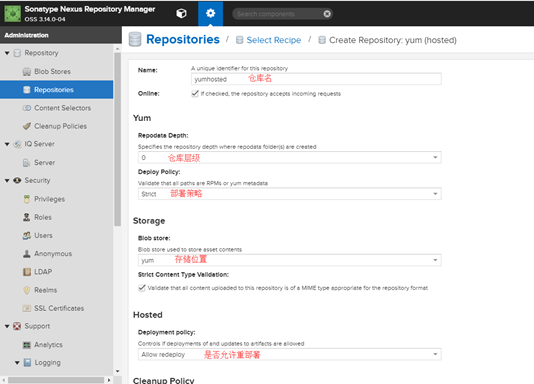 Sonatype Nexus Repository Manager
OSS 3.14.0-04
Search components
Administration
Repository
Blob Stores
Repositories
Content Selectors
Cleanup Policies
IQ Server
Server
Security
Privileges
Roles
Users
Anonymous
LDAP
Realms
SSL Certificates
Support
Analytics
Logging
Repositories / Select Recipe / Create Repository: yum (hosted)
Name:
A unique identifier for this repository
yumhosted 仓库名
Online:
If checked, the repository accepts incoming requests
Yum
Repodata Depth:
Specifies the repository depth where repodata folder(s) are created
0 仓库层级
Deploy Policy:
Validate that all paths are RPMs or yum metadata
Strict 部署策略
Storage
Blob store:
Blob store used to store asset contents
yum 存储位置
Strict Content Type Validation:
Validate that all content uploaded to this repository is of a MIME type appropriate for the repository format
Hosted
Deployment policy:
Controls if deployments of and updates to artifacts are allowed
Allow redeploy 是否允许重部署
Cleanup Policy